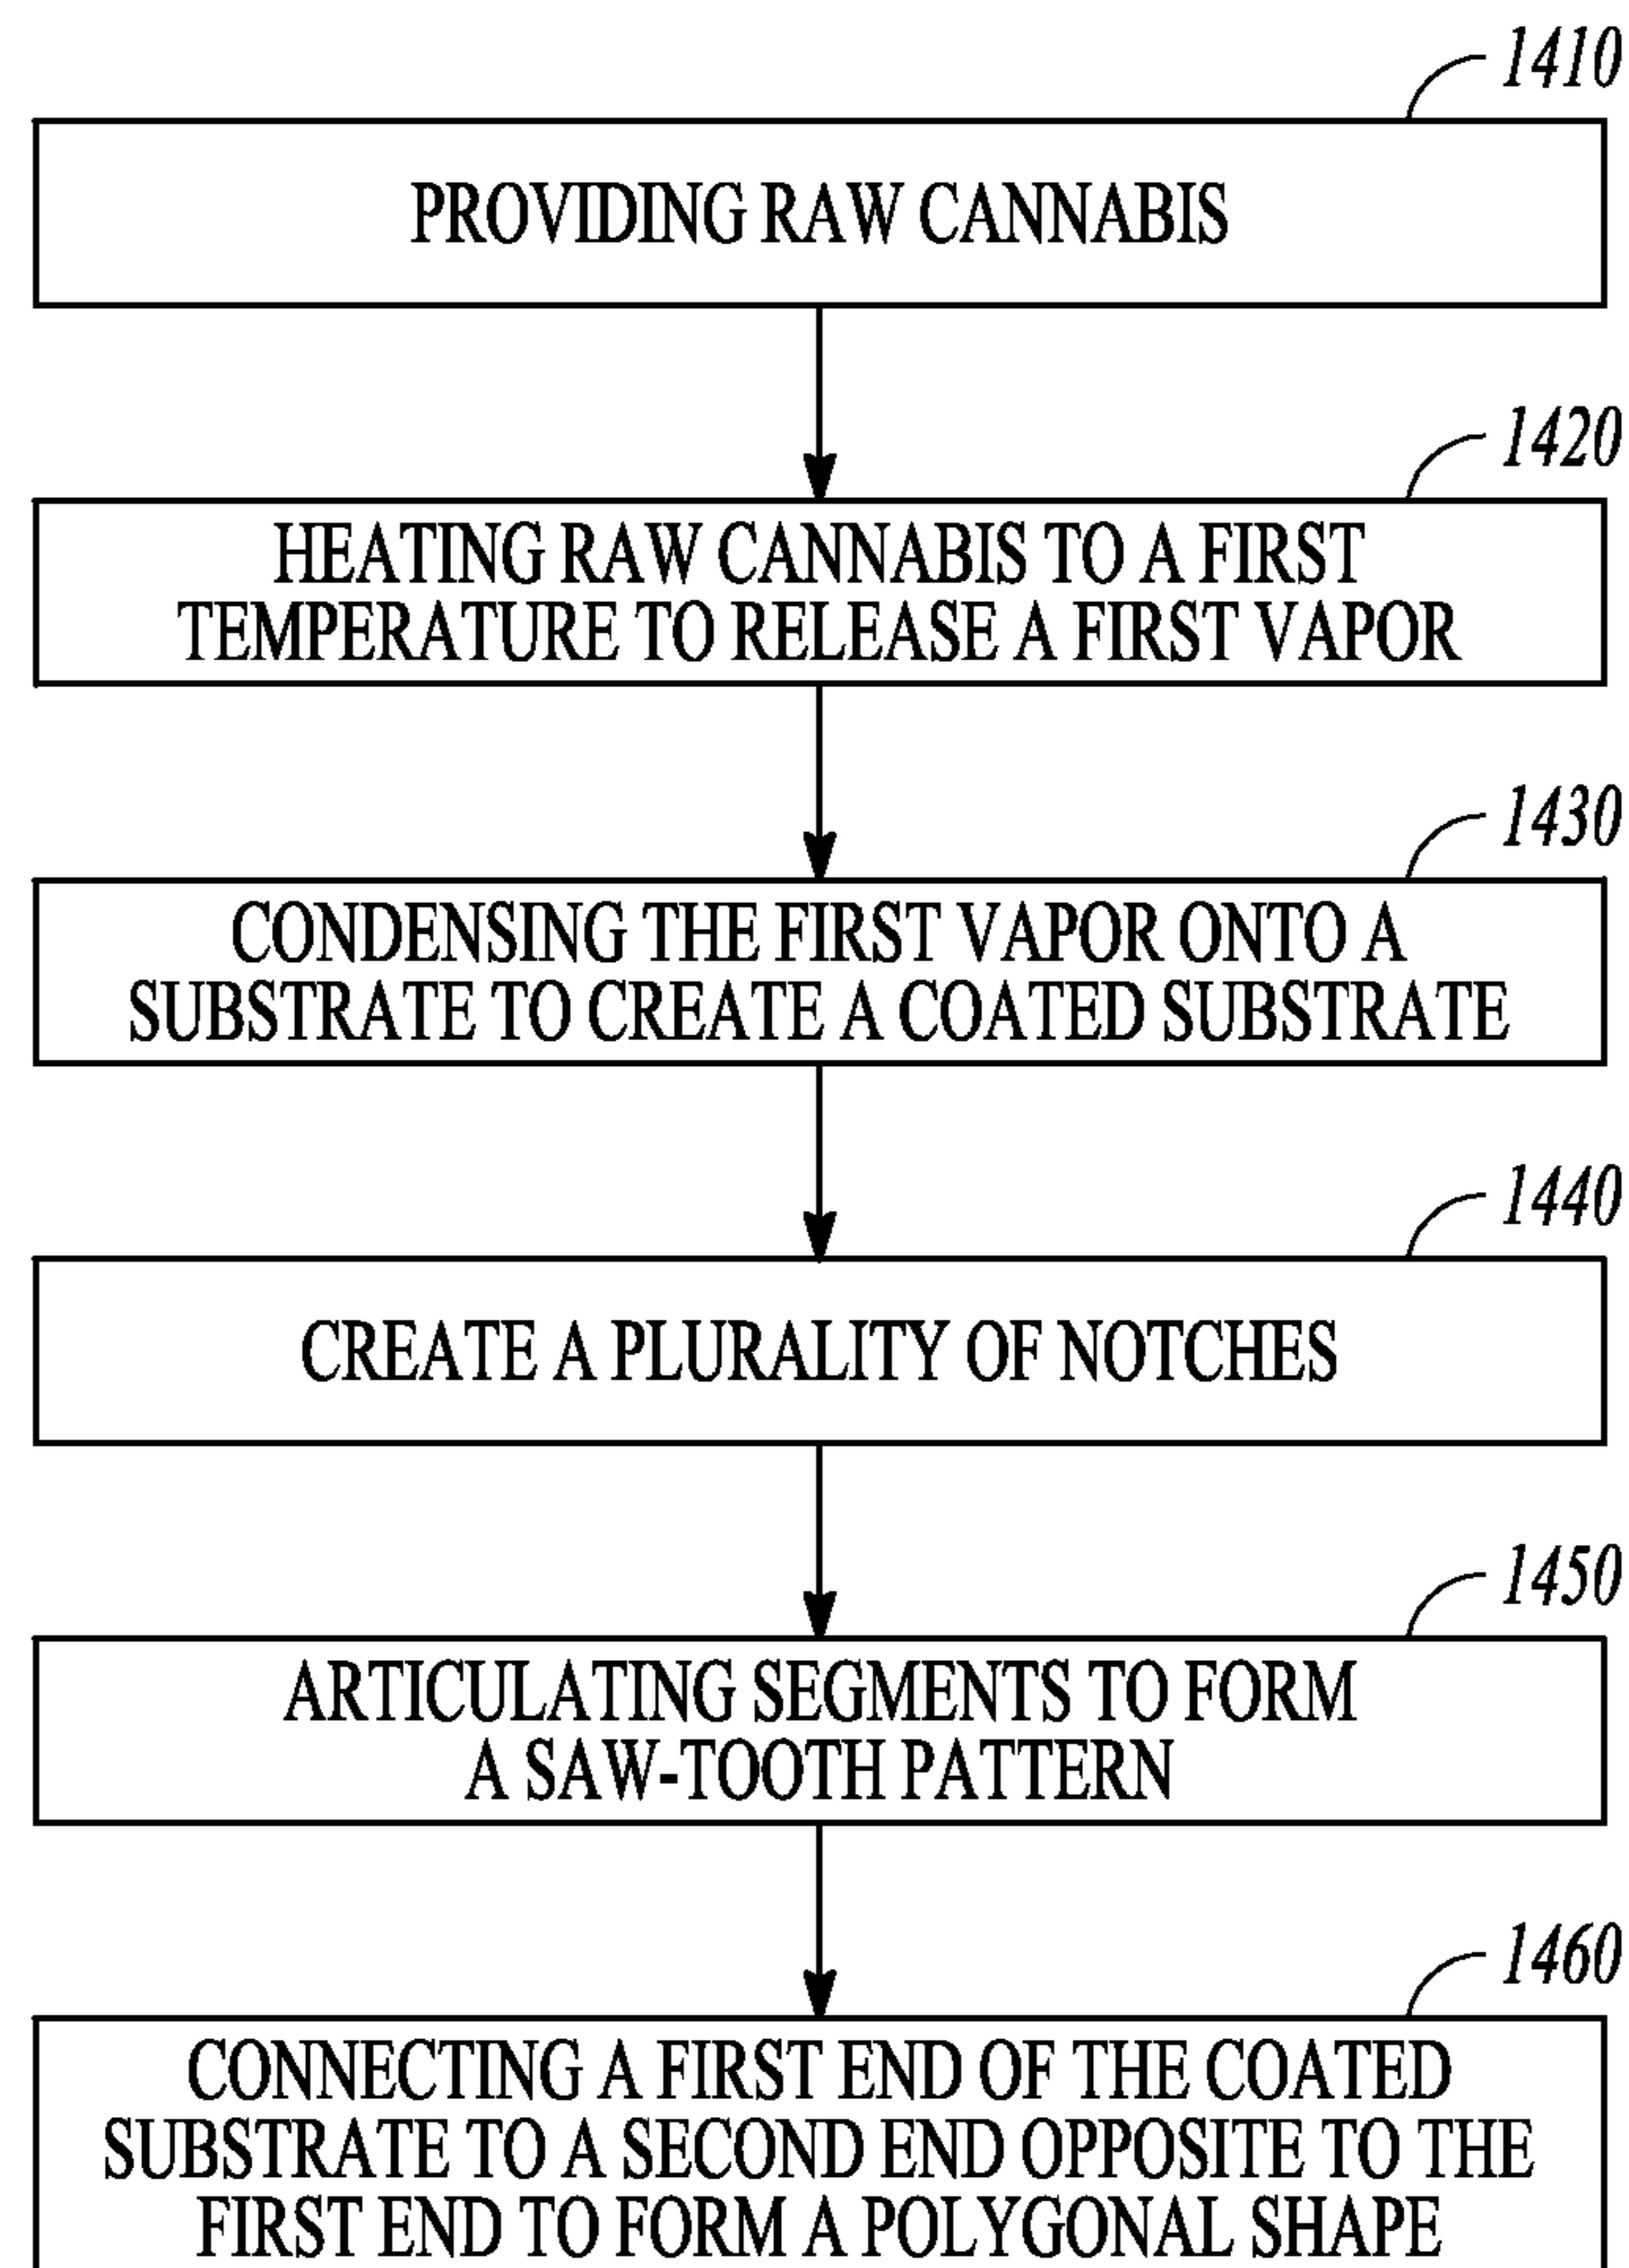 1410
PROVIDING RAW CANNABIS
1420
HEATING RAW CANNABIS TO A FIRST
TEMPERATURE TO RELEASE A FIRST VAPOR
1430
CONDENSING THE FIRST VAPOR ONTO A
SUBSTRATE TO CREATE A COATED SUBSTRATE
1440
CREATE A PLURALITY OF NOTCHES
1450
ARTICULATING SEGMENTS TO FORM
A SAW-TOOTH PATTERN
1460
CONNECTING A FIRST END OF THE COATED
SUBSTRATE TO A SECOND END OPPOSITE TO THE
FIRST END TO FORM A POLYGONAL SHAPE